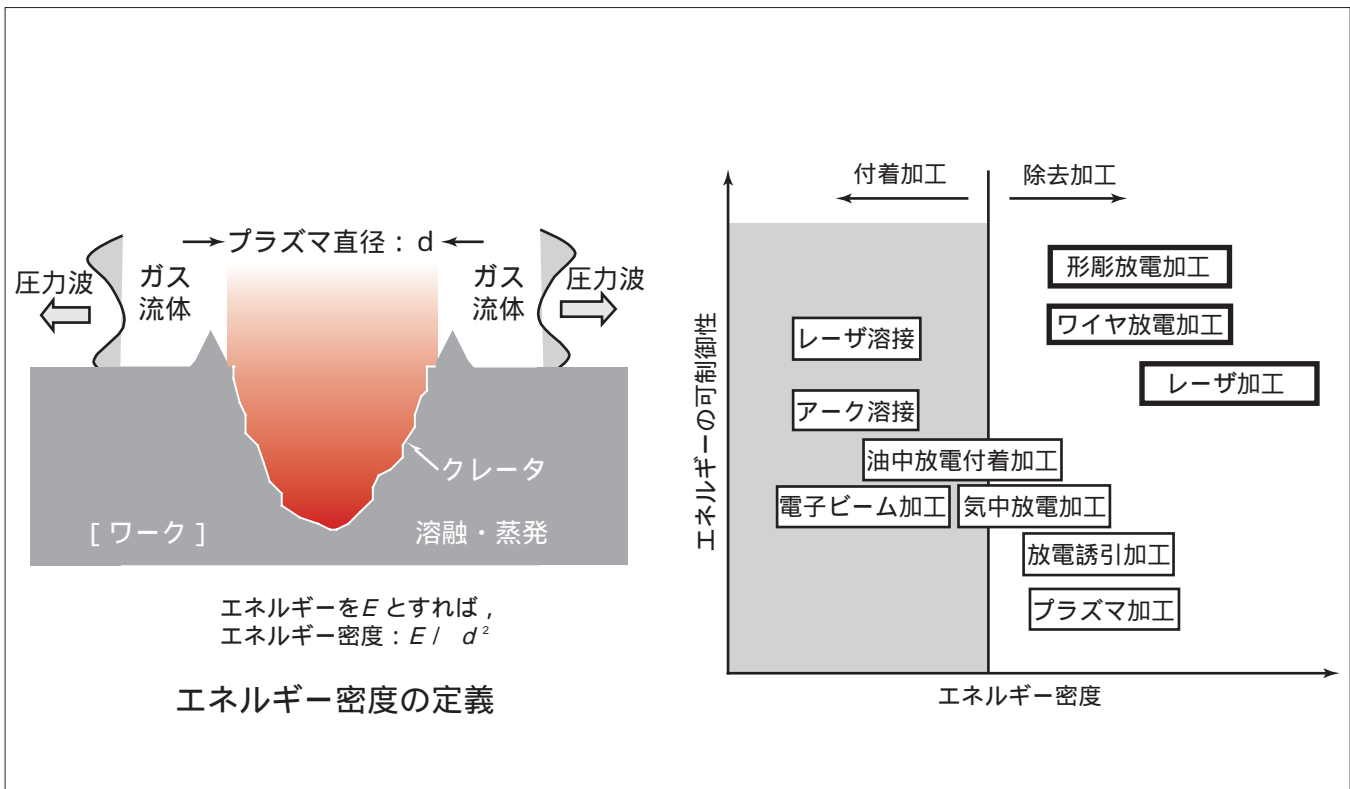 プラズマ直径：d
圧力波
ガス
流体
ガス
流体
圧力波
クレータ
[ワーク]
溶融・蒸発
エネルギーをEとすれば，
エネルギー密度：E / d²
エネルギー密度の定義
付着加工
除去加工
エネルギーの可制御性
形彫放電加工
ワイヤ放電加工
レーザ溶接
レーザ加工
アーク溶接
油中放電付着加工
電子ビーム加工
気中放電加工
放電誘引加工
プラズマ加工
エネルギー密度